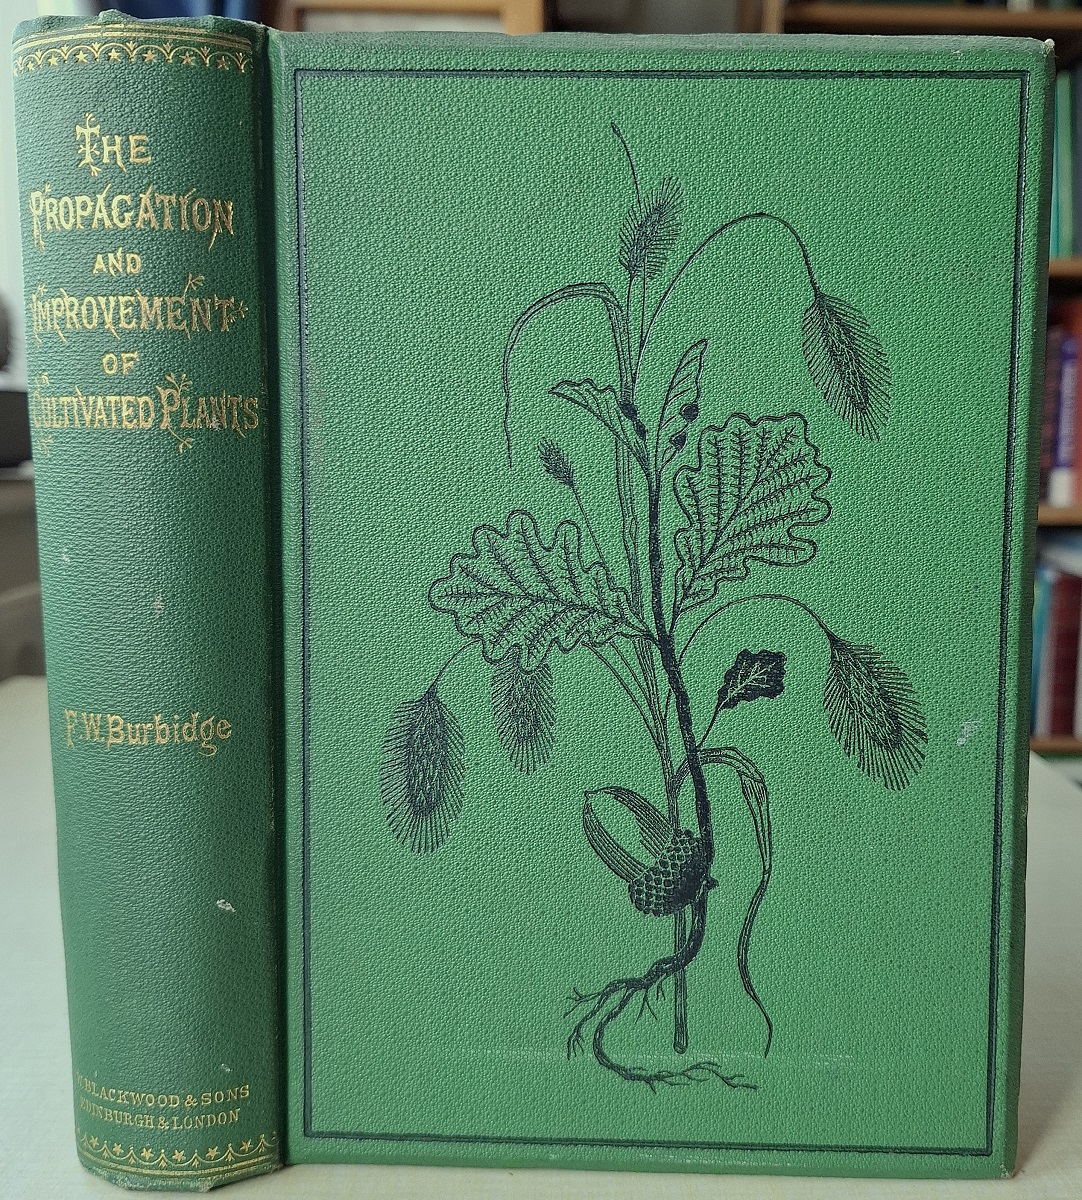 THE
PROPAGATION
AND
IMPROVEMENT
OF
CULTIVATED PLANTS
F.W. Burbidge
W. BLACKWOOD & SONS
EDINBURGH & LONDON